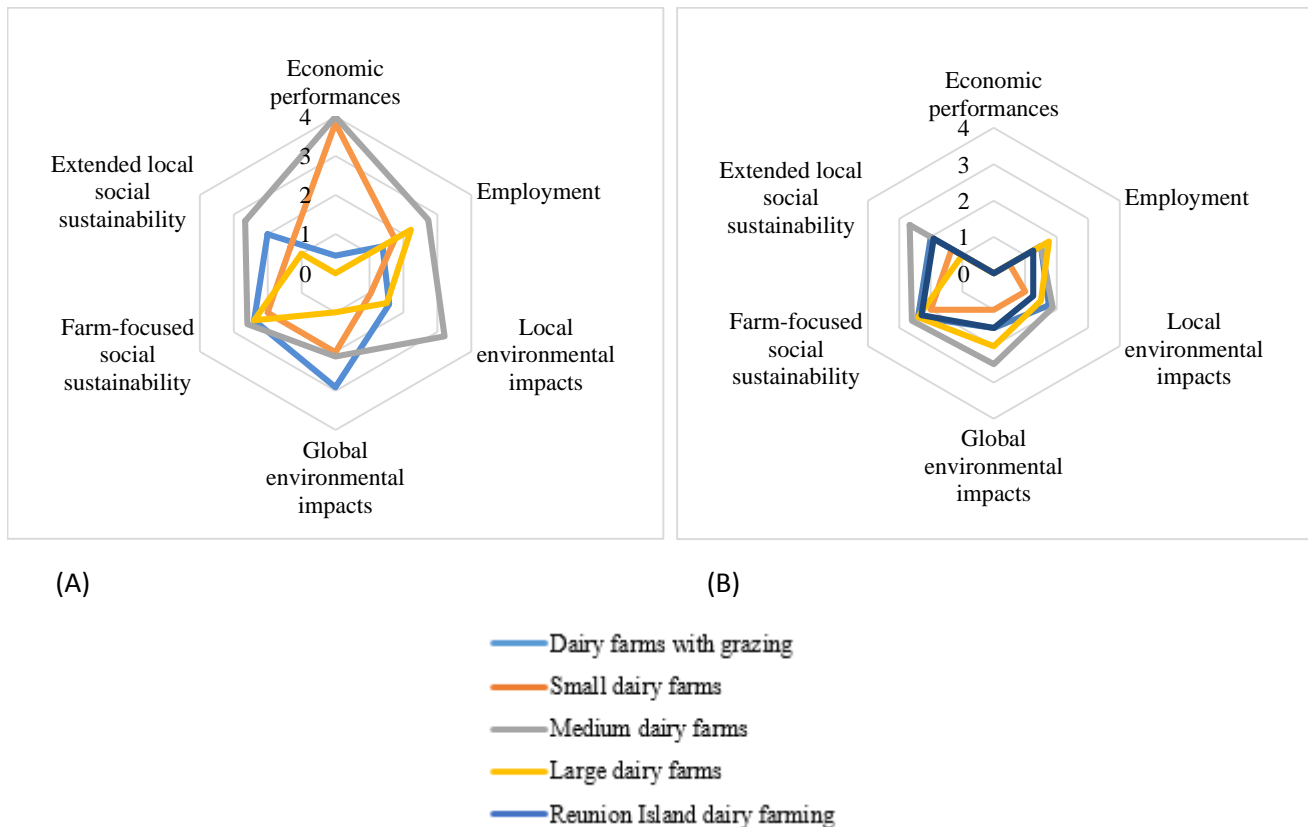 Economic
performances
4
3
2
1
0
Employment
Local
environmental
impacts
Global
environmental
impacts
Farm-focused
social
sustainability
Extended local
social
sustainability
(A)
Economic
performances
4
3
2
1
0
Employment
Local
environmental
impacts
Global
environmental
impacts
Farm-focused
social
sustainability
Extended local
social
sustainability
(B)
Dairy farms with grazing
Small dairy farms
Medium dairy farms
Large dairy farms
Reunion Island dairy farming